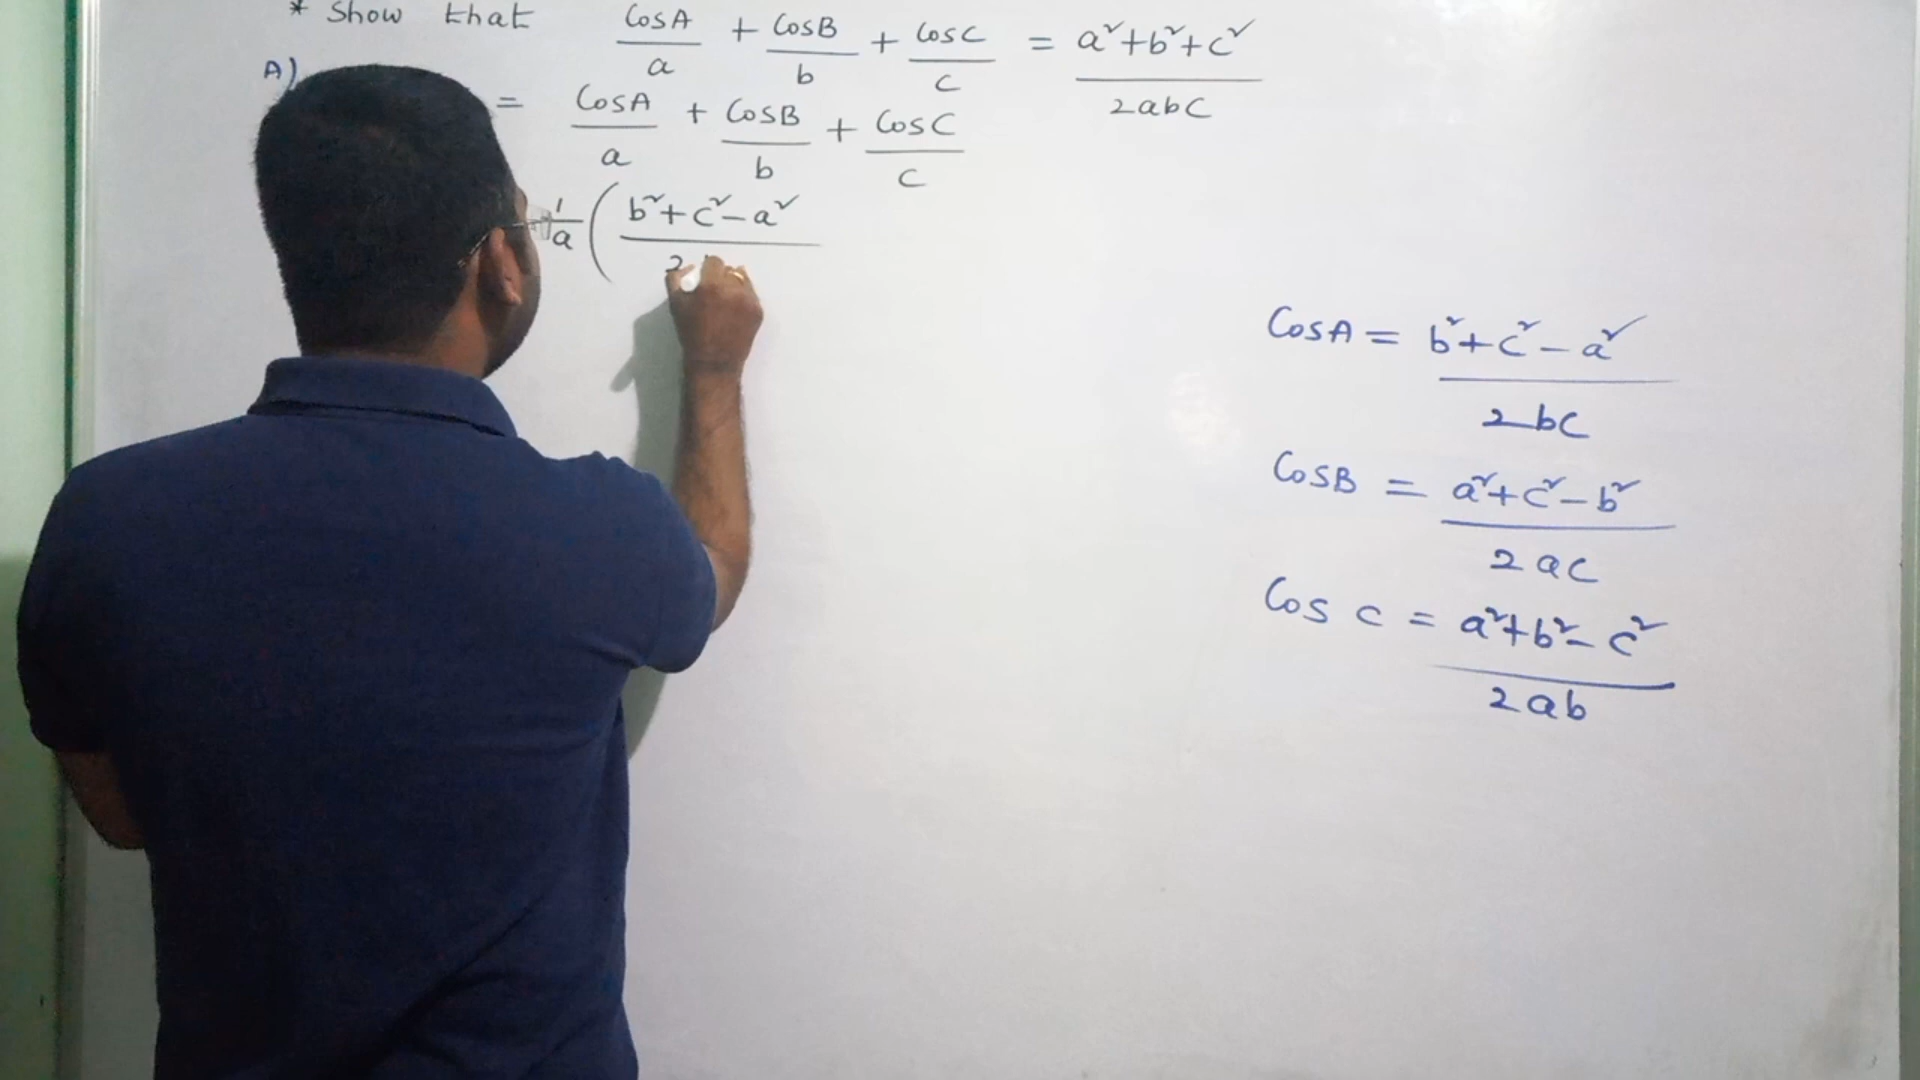 * Show that CosA/a + CosB/b + CosC/c = a²+b²+c²/2abc
A) = CosA/a + CosB/b + CosC/c
1/a ( b²+c²-a²/2
CosA = b²+c²-a²/2bc
CosB = a²+c²-b²/2ac
Cos C = a²+b²-c²/2ab